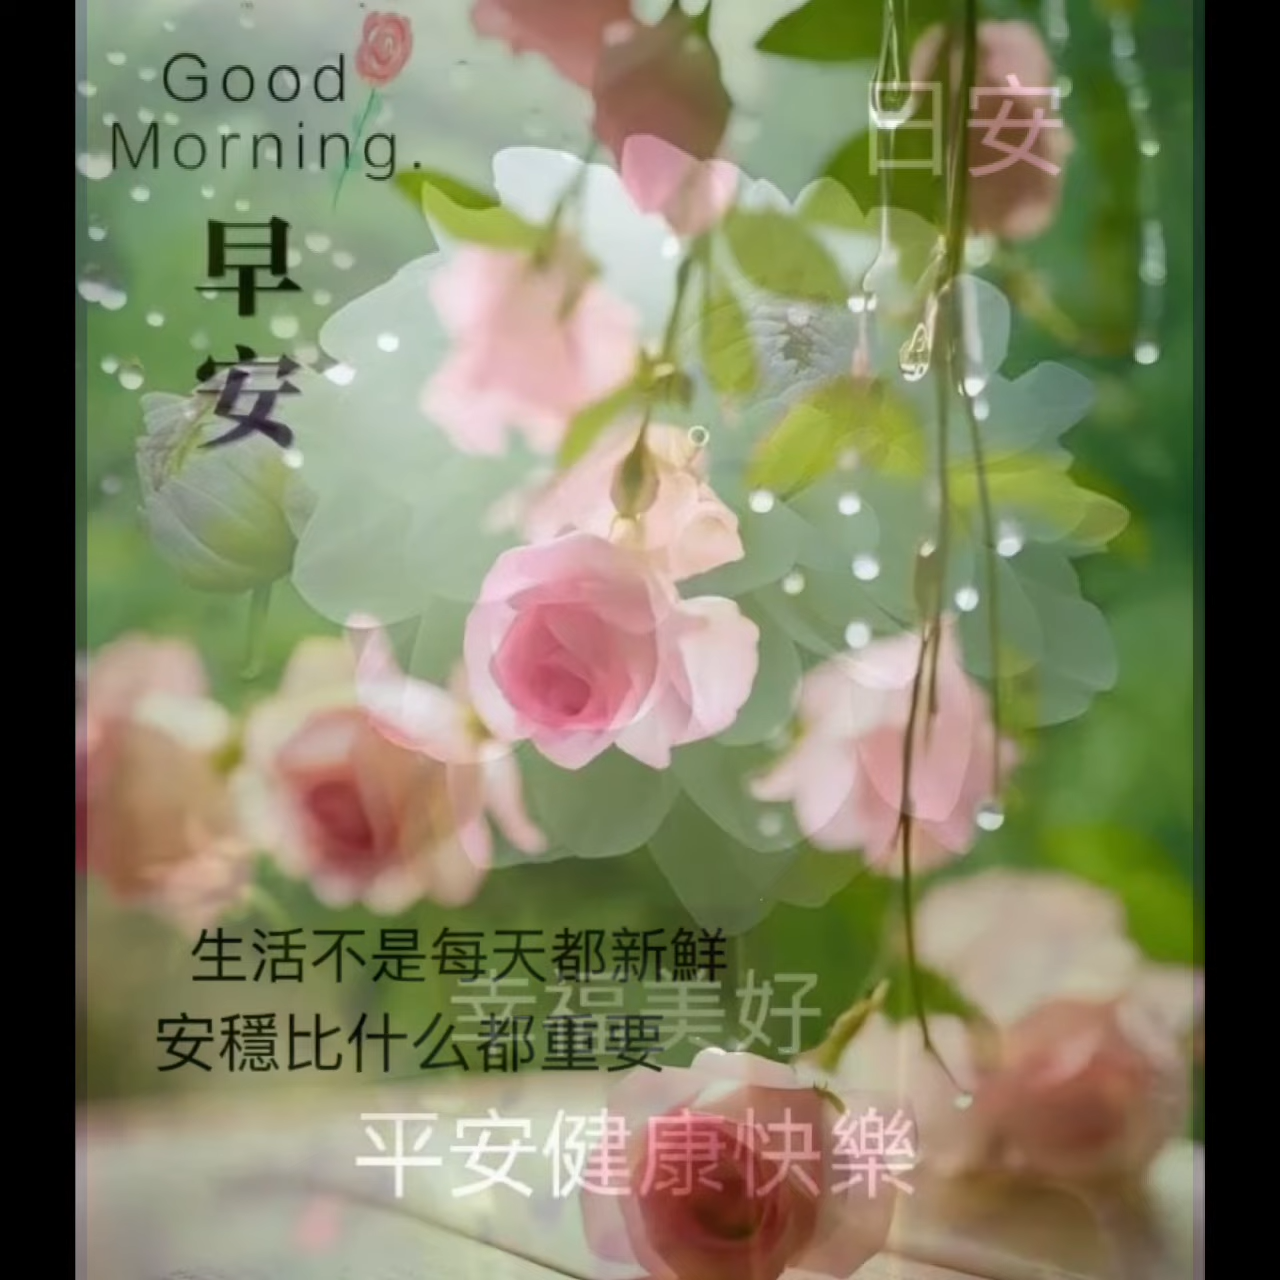 Good
Morning.
日安
早
安
生活不是每天都新鮮
幸福美好
安穩比什么都重要
平安健康快樂